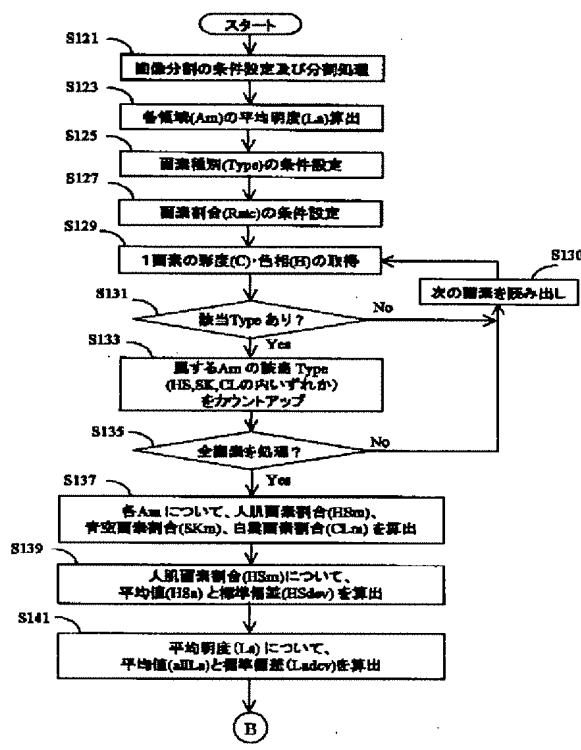 スタート
S121
画像分割の条件設定及び分割処理
S123
各領域(Am)の平均明度(La)算出
S125
画素種別(Type)の条件設定
S127
画素割合(Rate)の条件設定
S129
1画素の彩度(C)・色相(H)の取得
S130
次の画素を読み出し
S131
該当Typeあり?
No
Yes
S133
属するAmの該当Type
(HS,SK,CLの内いずれか)
をカウントアップ
S135
全画素を処理?
No
Yes
S137
各Amについて、人肌画素割合(HSm)、
青空画素割合(SKm)、白雲画素割合(CLm)を算出
S139
人肌画素割合(HSm)について、
平均値(HSa)と標準偏差(HSdev)を算出
S141
平均明度(La)について、
平均値(allLa)と標準偏差(Ladev)を算出
B